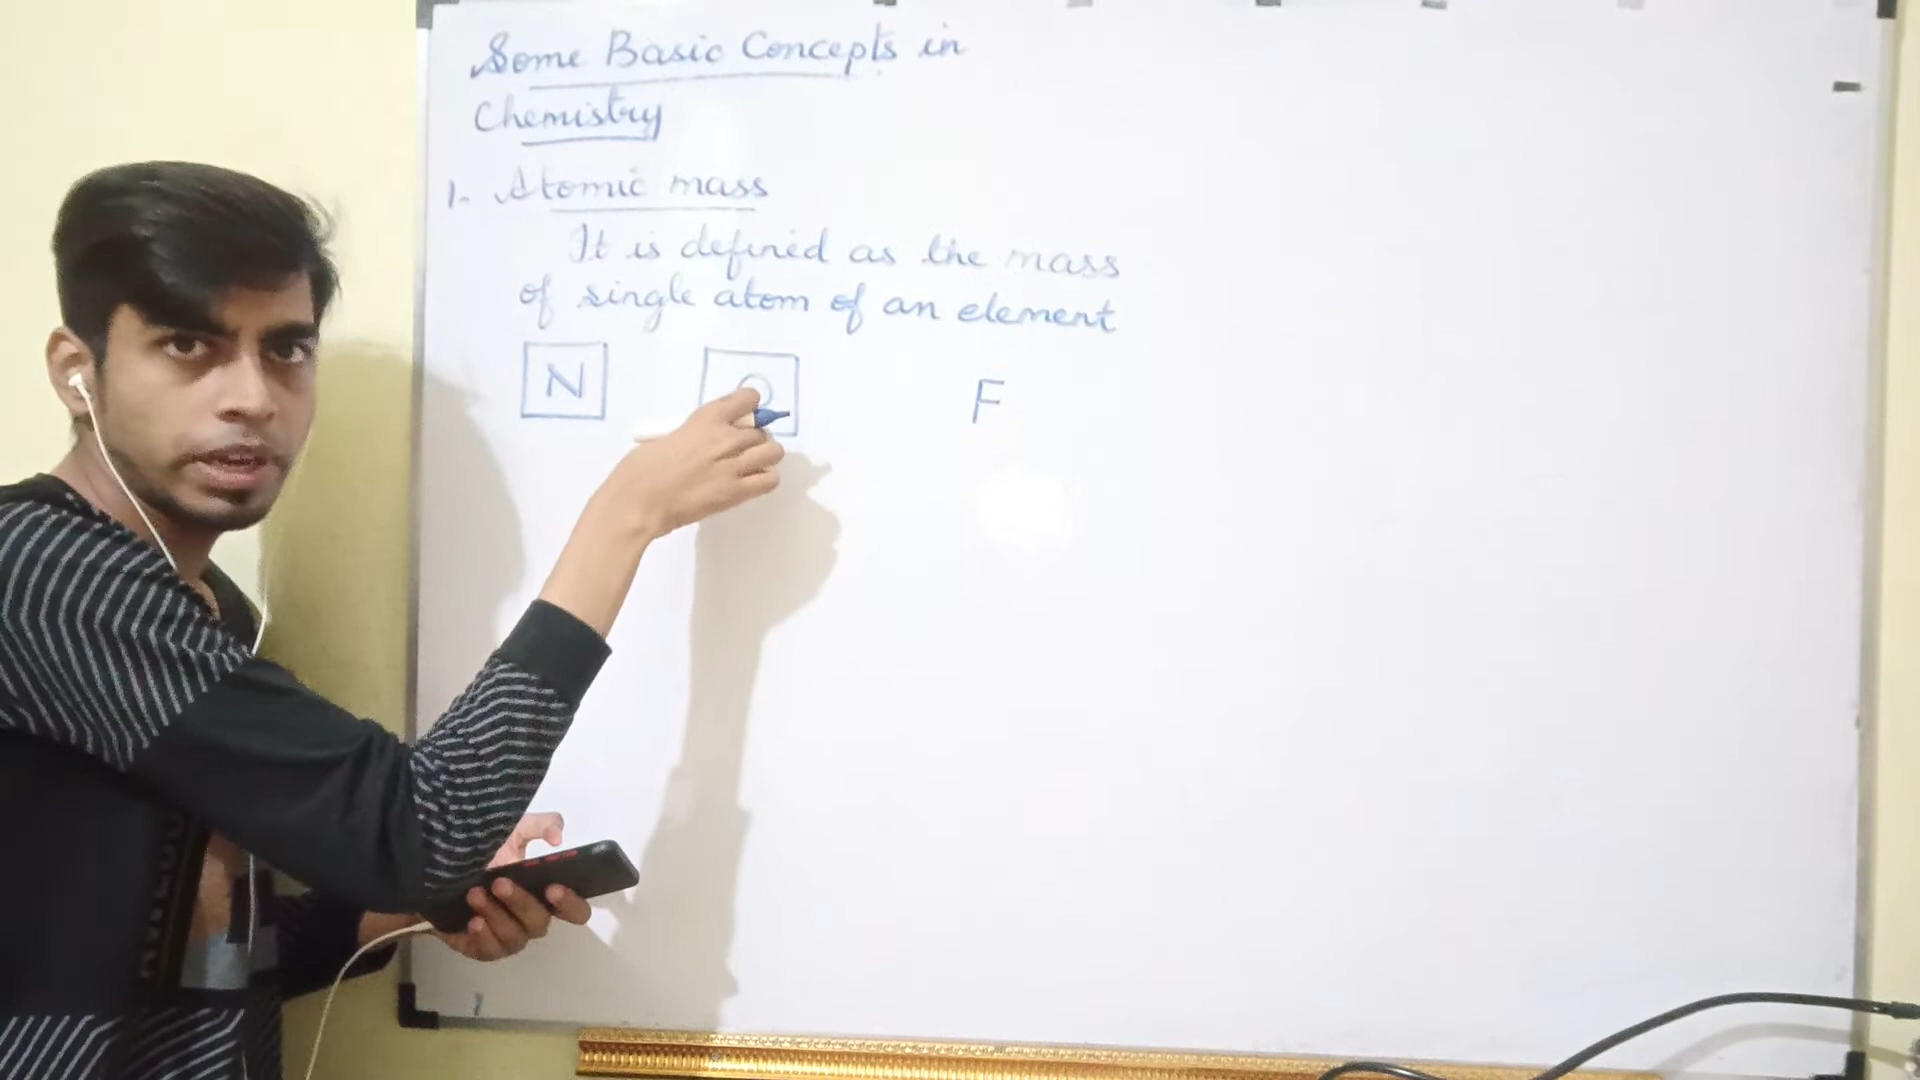 Some Basic Concepts in
Chemistry
1. Atomic mass
It is defined as the mass
of single atom of an element
N O F